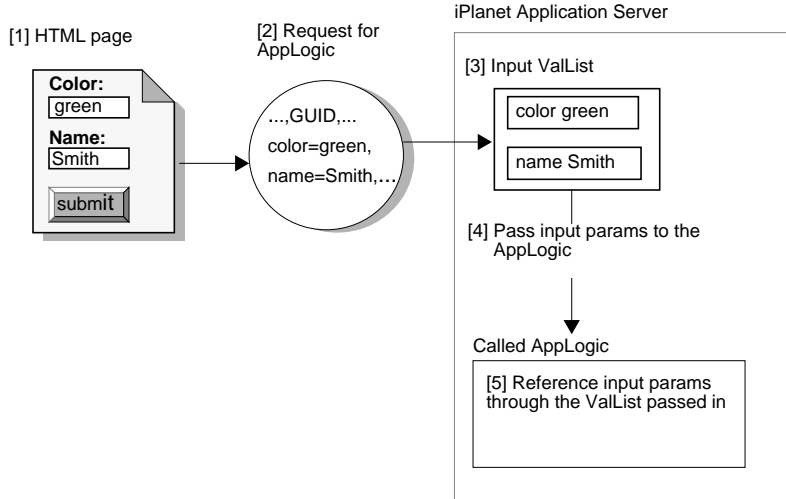 iPlanet Application Server
[1] HTML page
[2] Request for
AppLogic
Color:
green
Name:
Smith
submit
...,GUID,...
color=green,
name=Smith,...
[3] Input ValList
color green
name Smith
[4] Pass input params to the
AppLogic
Called AppLogic
[5] Reference input params
through the ValList passed in